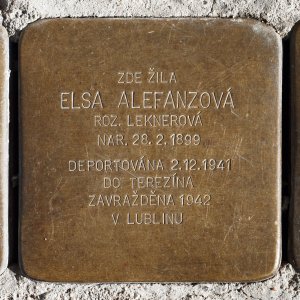 ZDE ŽILA
ELSA ALEFANZOVÁ
ROZ. LEKNEROVÁ
NAR. 28. 2. 1899
DEPORTOVÁNA 2.12.1941
DO TEREZÍNA
ZAVRAŽDĚNA 1942
V LUBLINU